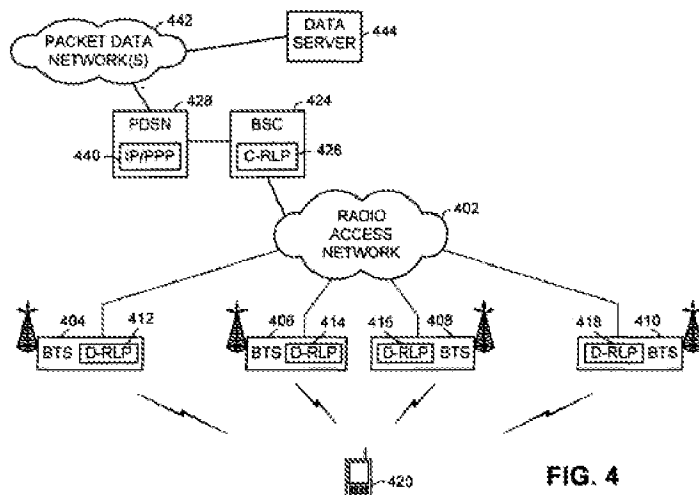 442
PACKET DATA
NETWORK(S)
DATA
SERVER
444
428
424
PDSN
BSC
440
IP/PPP
C-RLP
426
RADIO
ACCESS
NETWORK
402
404
412
BTS
D-RLP
406
414
BTS
D-RLP
416
408
D-RLP
BTS
418
410
D-RLP
BTS
420
FIG. 4